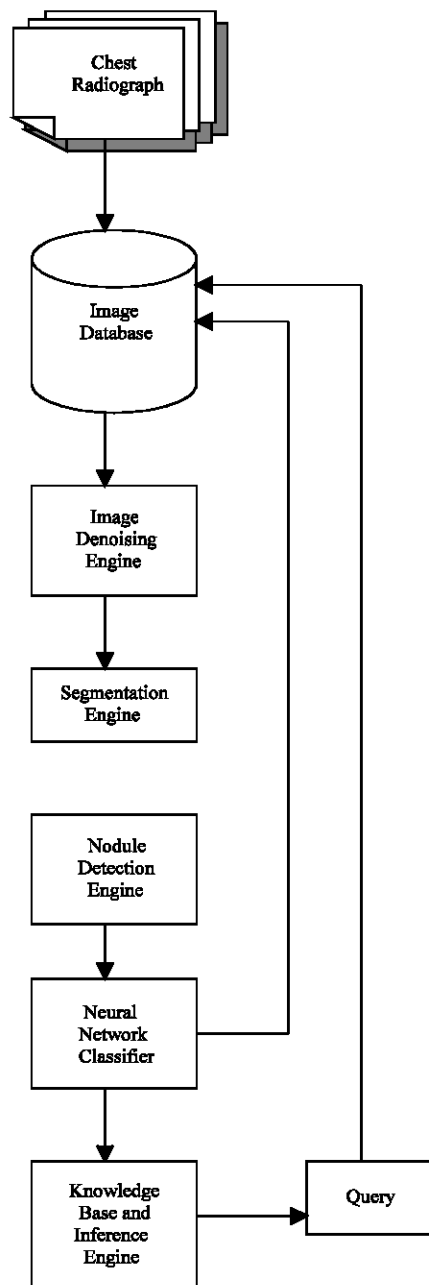 Chest
Radiograph
Image
Database
Image
Denoising
Engine
Segmentation
Engine
Nodule
Detection
Engine
Neural
Network
Classifier
Knowledge
Base and
Inference
Engine
Query